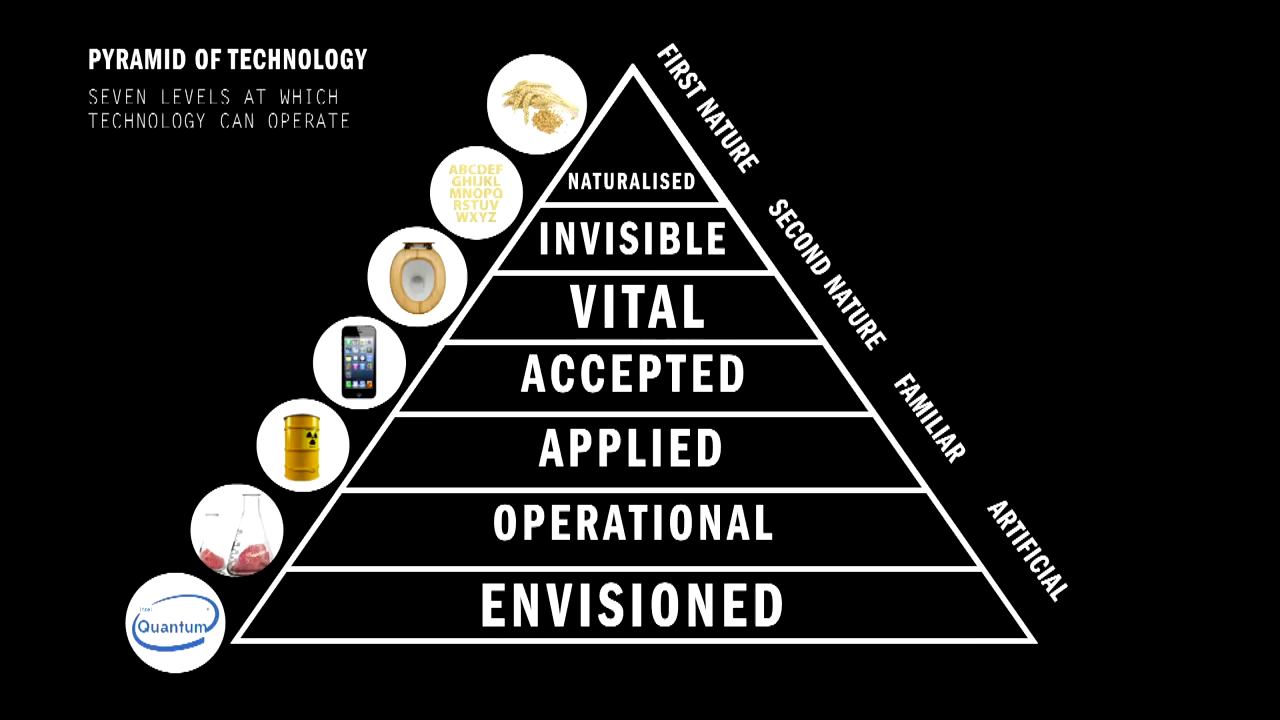 PYRAMID OF TECHNOLOGY
SEVEN LEVELS AT WHICH
TECHNOLOGY CAN OPERATE
FIRST NATURE
SECOND NATURE
FAMILIAR
ARTIFICIAL
NATURALISED
INVISIBLE
VITAL
ACCEPTED
APPLIED
OPERATIONAL
ENVISIONED
ABCDEF
GHIJKL
MNOPQ
RSTUV
WXYZ
intel
Quantum